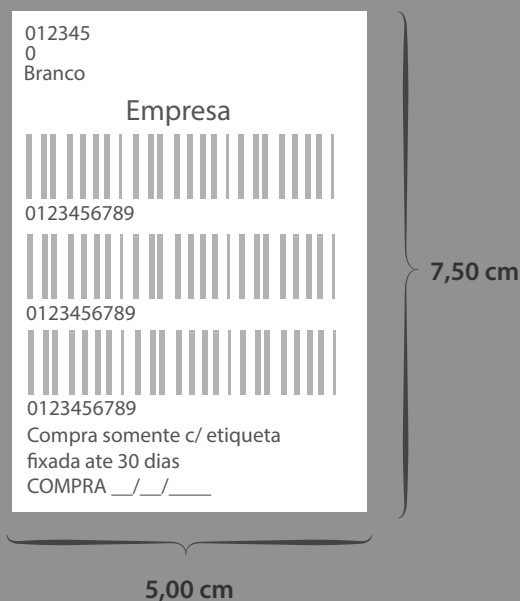 012345
0
Branco
Empresa
0123456789
0123456789
0123456789
Compra somente c/ etiqueta
fixada ate 30 dias
COMPRA __/__/____
7,50 cm
5,00 cm